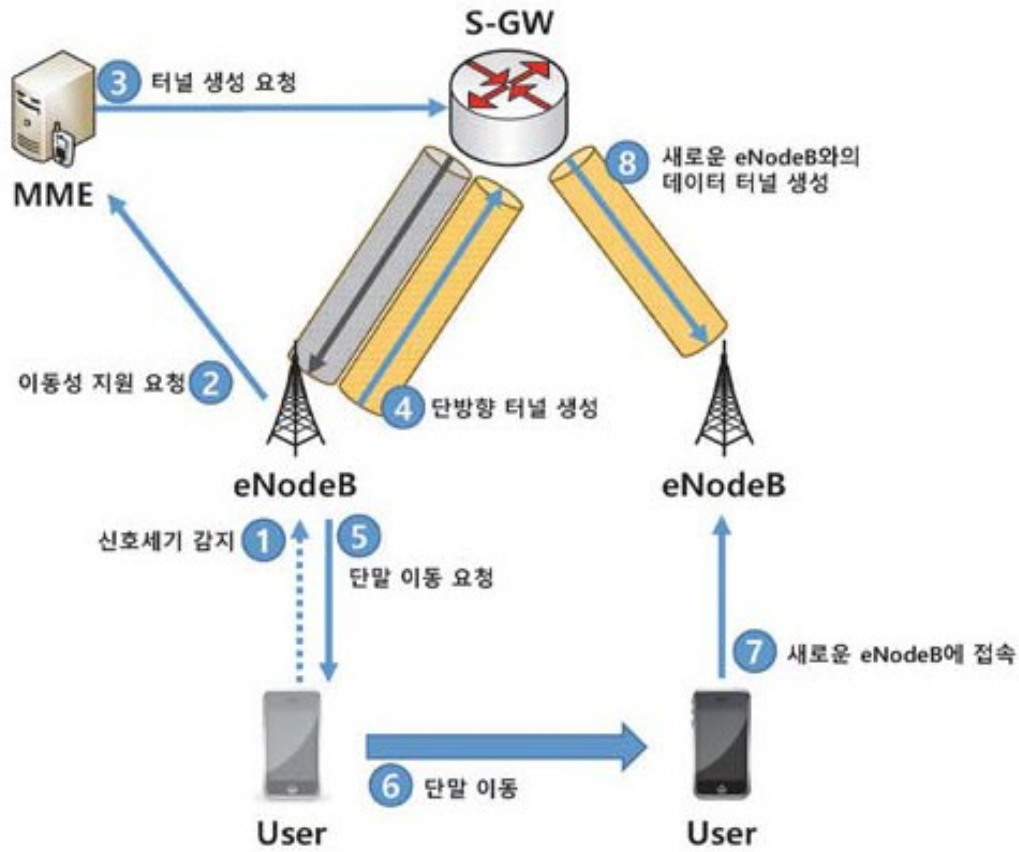 S-GW
3 터널 생성 요청
MME
8 새로운 eNodeB와의
데이터 터널 생성
이동성 지원 요청 2
4 단방향 터널 생성
eNodeB
eNodeB
신호세기 감지 1
5
단말 이동 요청
7 새로운 eNodeB에 접속
6 단말 이동
User
User